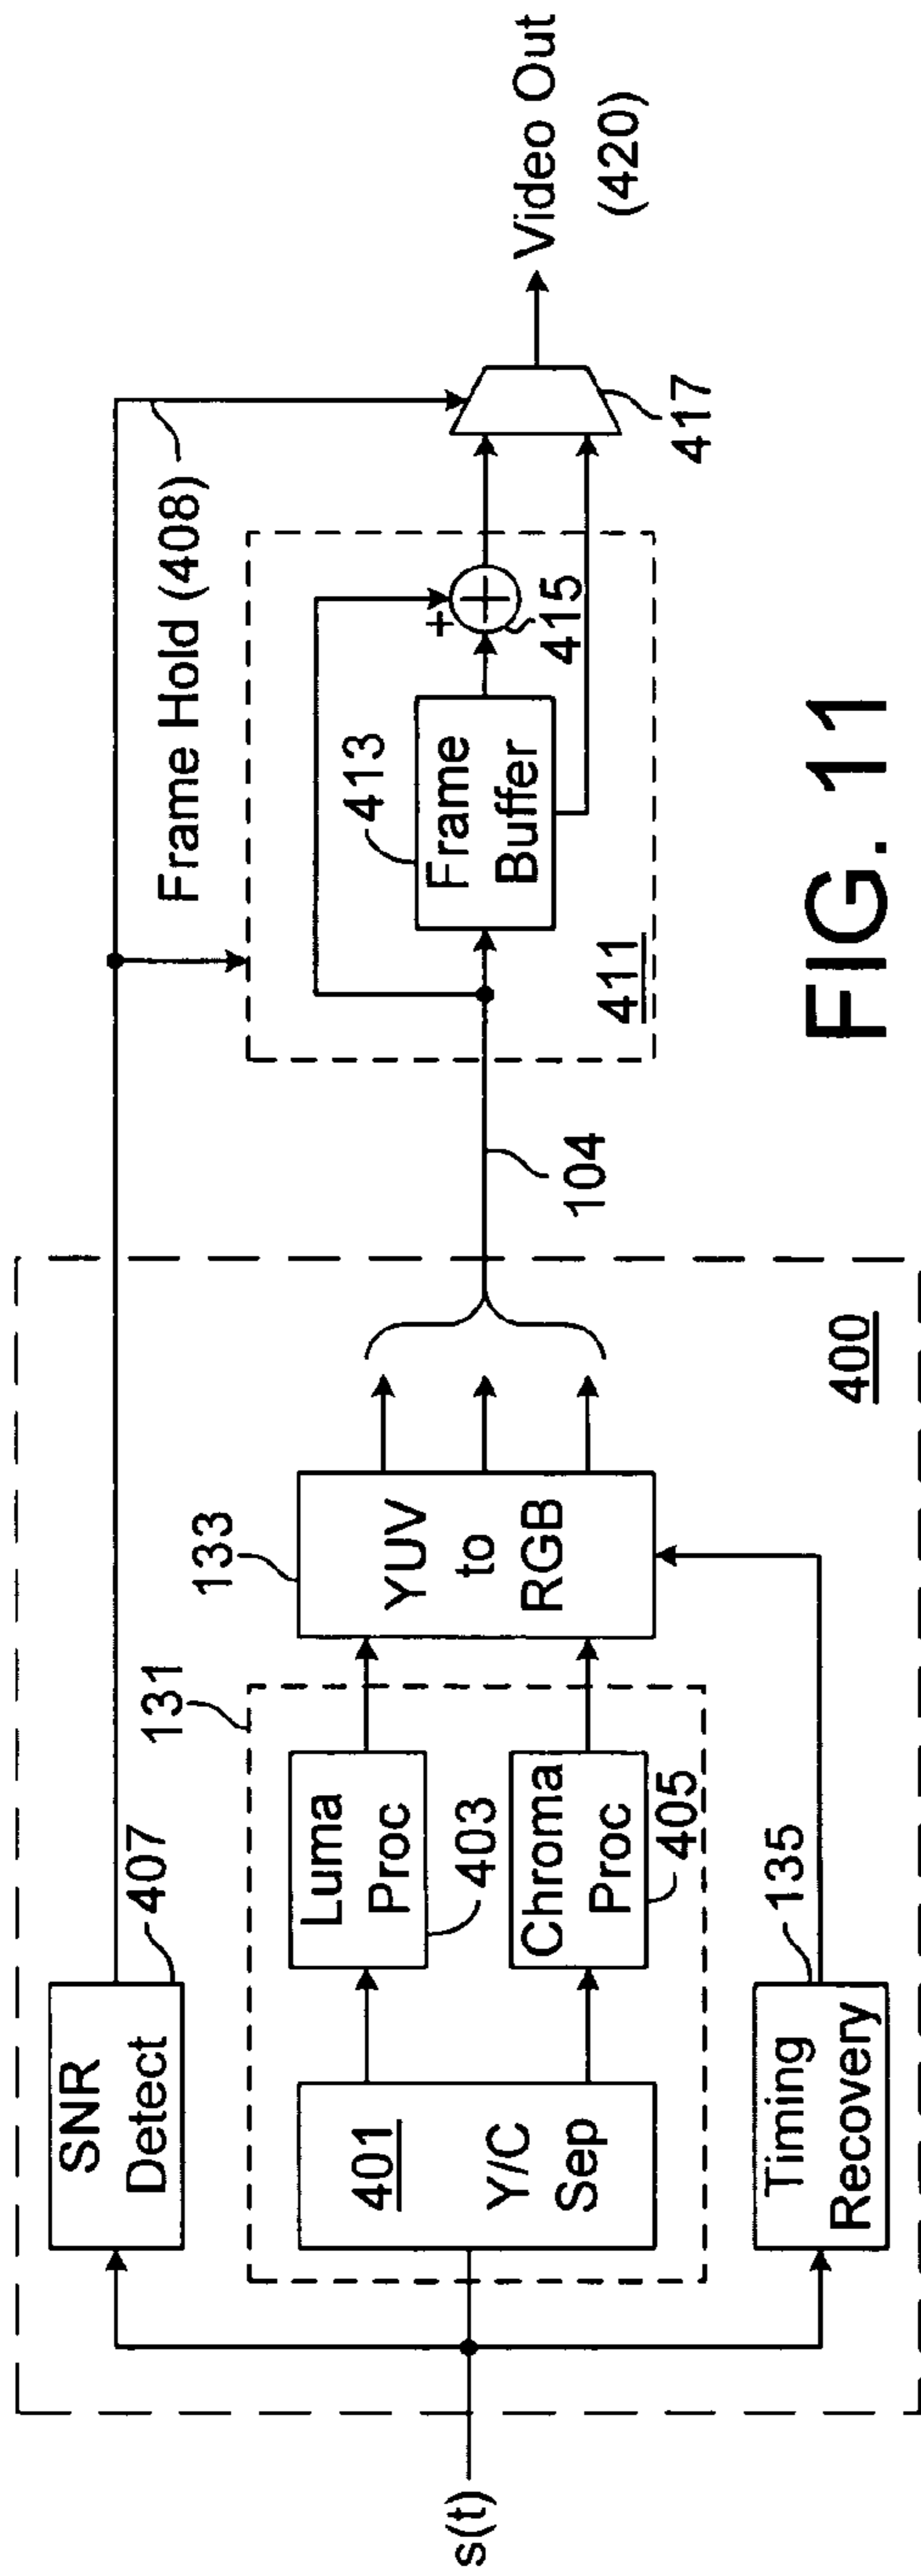 s(t)
SNR
Detect
407
401
Y/C
Sep
Luma
Proc
403
Chroma
Proc
405
131
Timing
Recovery
135
133
YUV
to
RGB
400
104
Frame Hold (408)
411
413
Frame
Buffer
+
415
417
Video Out
(420)
FIG. 11